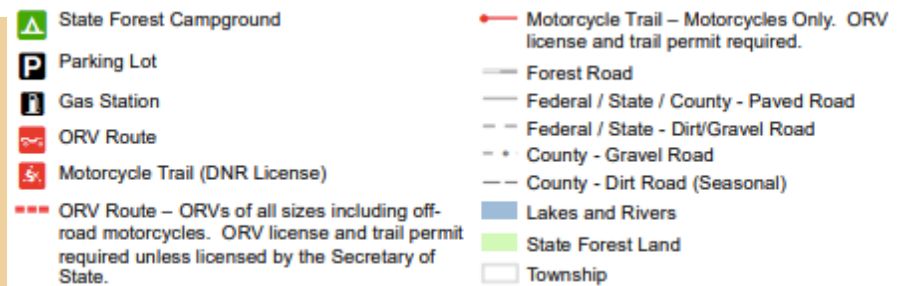 State Forest Campground
Parking Lot
Gas Station
ORV Route
Motorcycle Trail (DNR License)
ORV Route – ORVs of all sizes including off-
road motorcycles. ORV license and trail permit
required unless licensed by the Secretary of
State.
Motorcycle Trail – Motorcycles Only. ORV
license and trail permit required.
Forest Road
Federal / State / County - Paved Road
Federal / State - Dirt/Gravel Road
County - Gravel Road
County - Dirt Road (Seasonal)
Lakes and Rivers
State Forest Land
Township